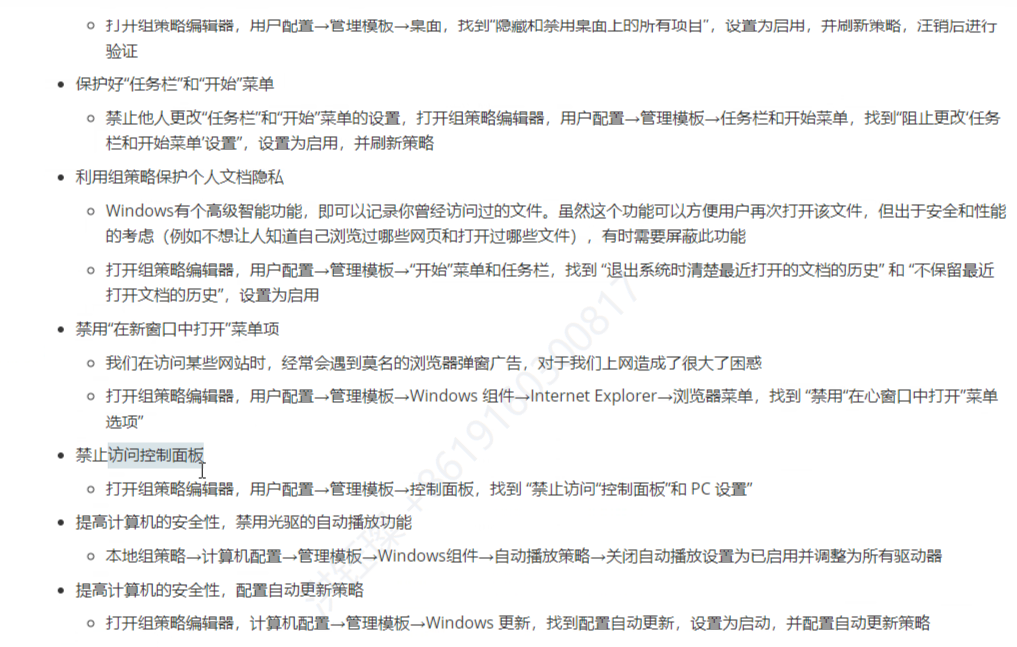 打开组策略编辑器，用户配置→管理模板→桌面，找到“隐藏和禁用桌面上的所有项目”，设置为启用，并刷新策略，注销后进行
验证
保护好“任务栏”和“开始”菜单
禁止他人更改“任务栏”和“开始”菜单的设置，打开组策略编辑器，用户配置→管理模板→任务栏和开始菜单，找到“阻止更改‘任务
栏和开始菜单’设置”，设置为启用，并刷新策略
利用组策略保护个人文档隐私
Windows有个高级智能功能，即可以记录你曾经访问过的文件。虽然这个功能可以方便用户再次打开该文件，但出于安全和性能
的考虑（例如不想让人知道自己浏览过哪些网页和打开过哪些文件），有时需要屏蔽此功能
打开组策略编辑器，用户配置→管理模板→“开始”菜单和任务栏，找到 “退出系统时清楚最近打开的文档的历史” 和 “不保留最近
打开文档的历史”，设置为启用
禁用“在新窗口中打开”菜单项
我们在访问某些网站时，经常会遇到莫名的浏览器弹窗广告，对于我们上网造成了很大了困惑
打开组策略编辑器，用户配置→管理模板→Windows 组件→Internet Explorer→浏览器菜单，找到 “禁用“在心窗口中打开”菜单
选项”
禁止访问控制面板
打开组策略编辑器，用户配置→管理模板→控制面板，找到 “禁止访问“控制面板”和 PC 设置”
提高计算机的安全性，禁用光驱的自动播放功能
本地组策略→计算机配置→管理模板→Windows组件→自动播放策略→关闭自动播放设置为已启用并调整为所有驱动器
提高计算机的安全性，配置自动更新策略
打开组策略编辑器，计算机配置→管理模板→Windows 更新，找到配置自动更新，设置为启动，并配置自动更新策略
+8619160300817